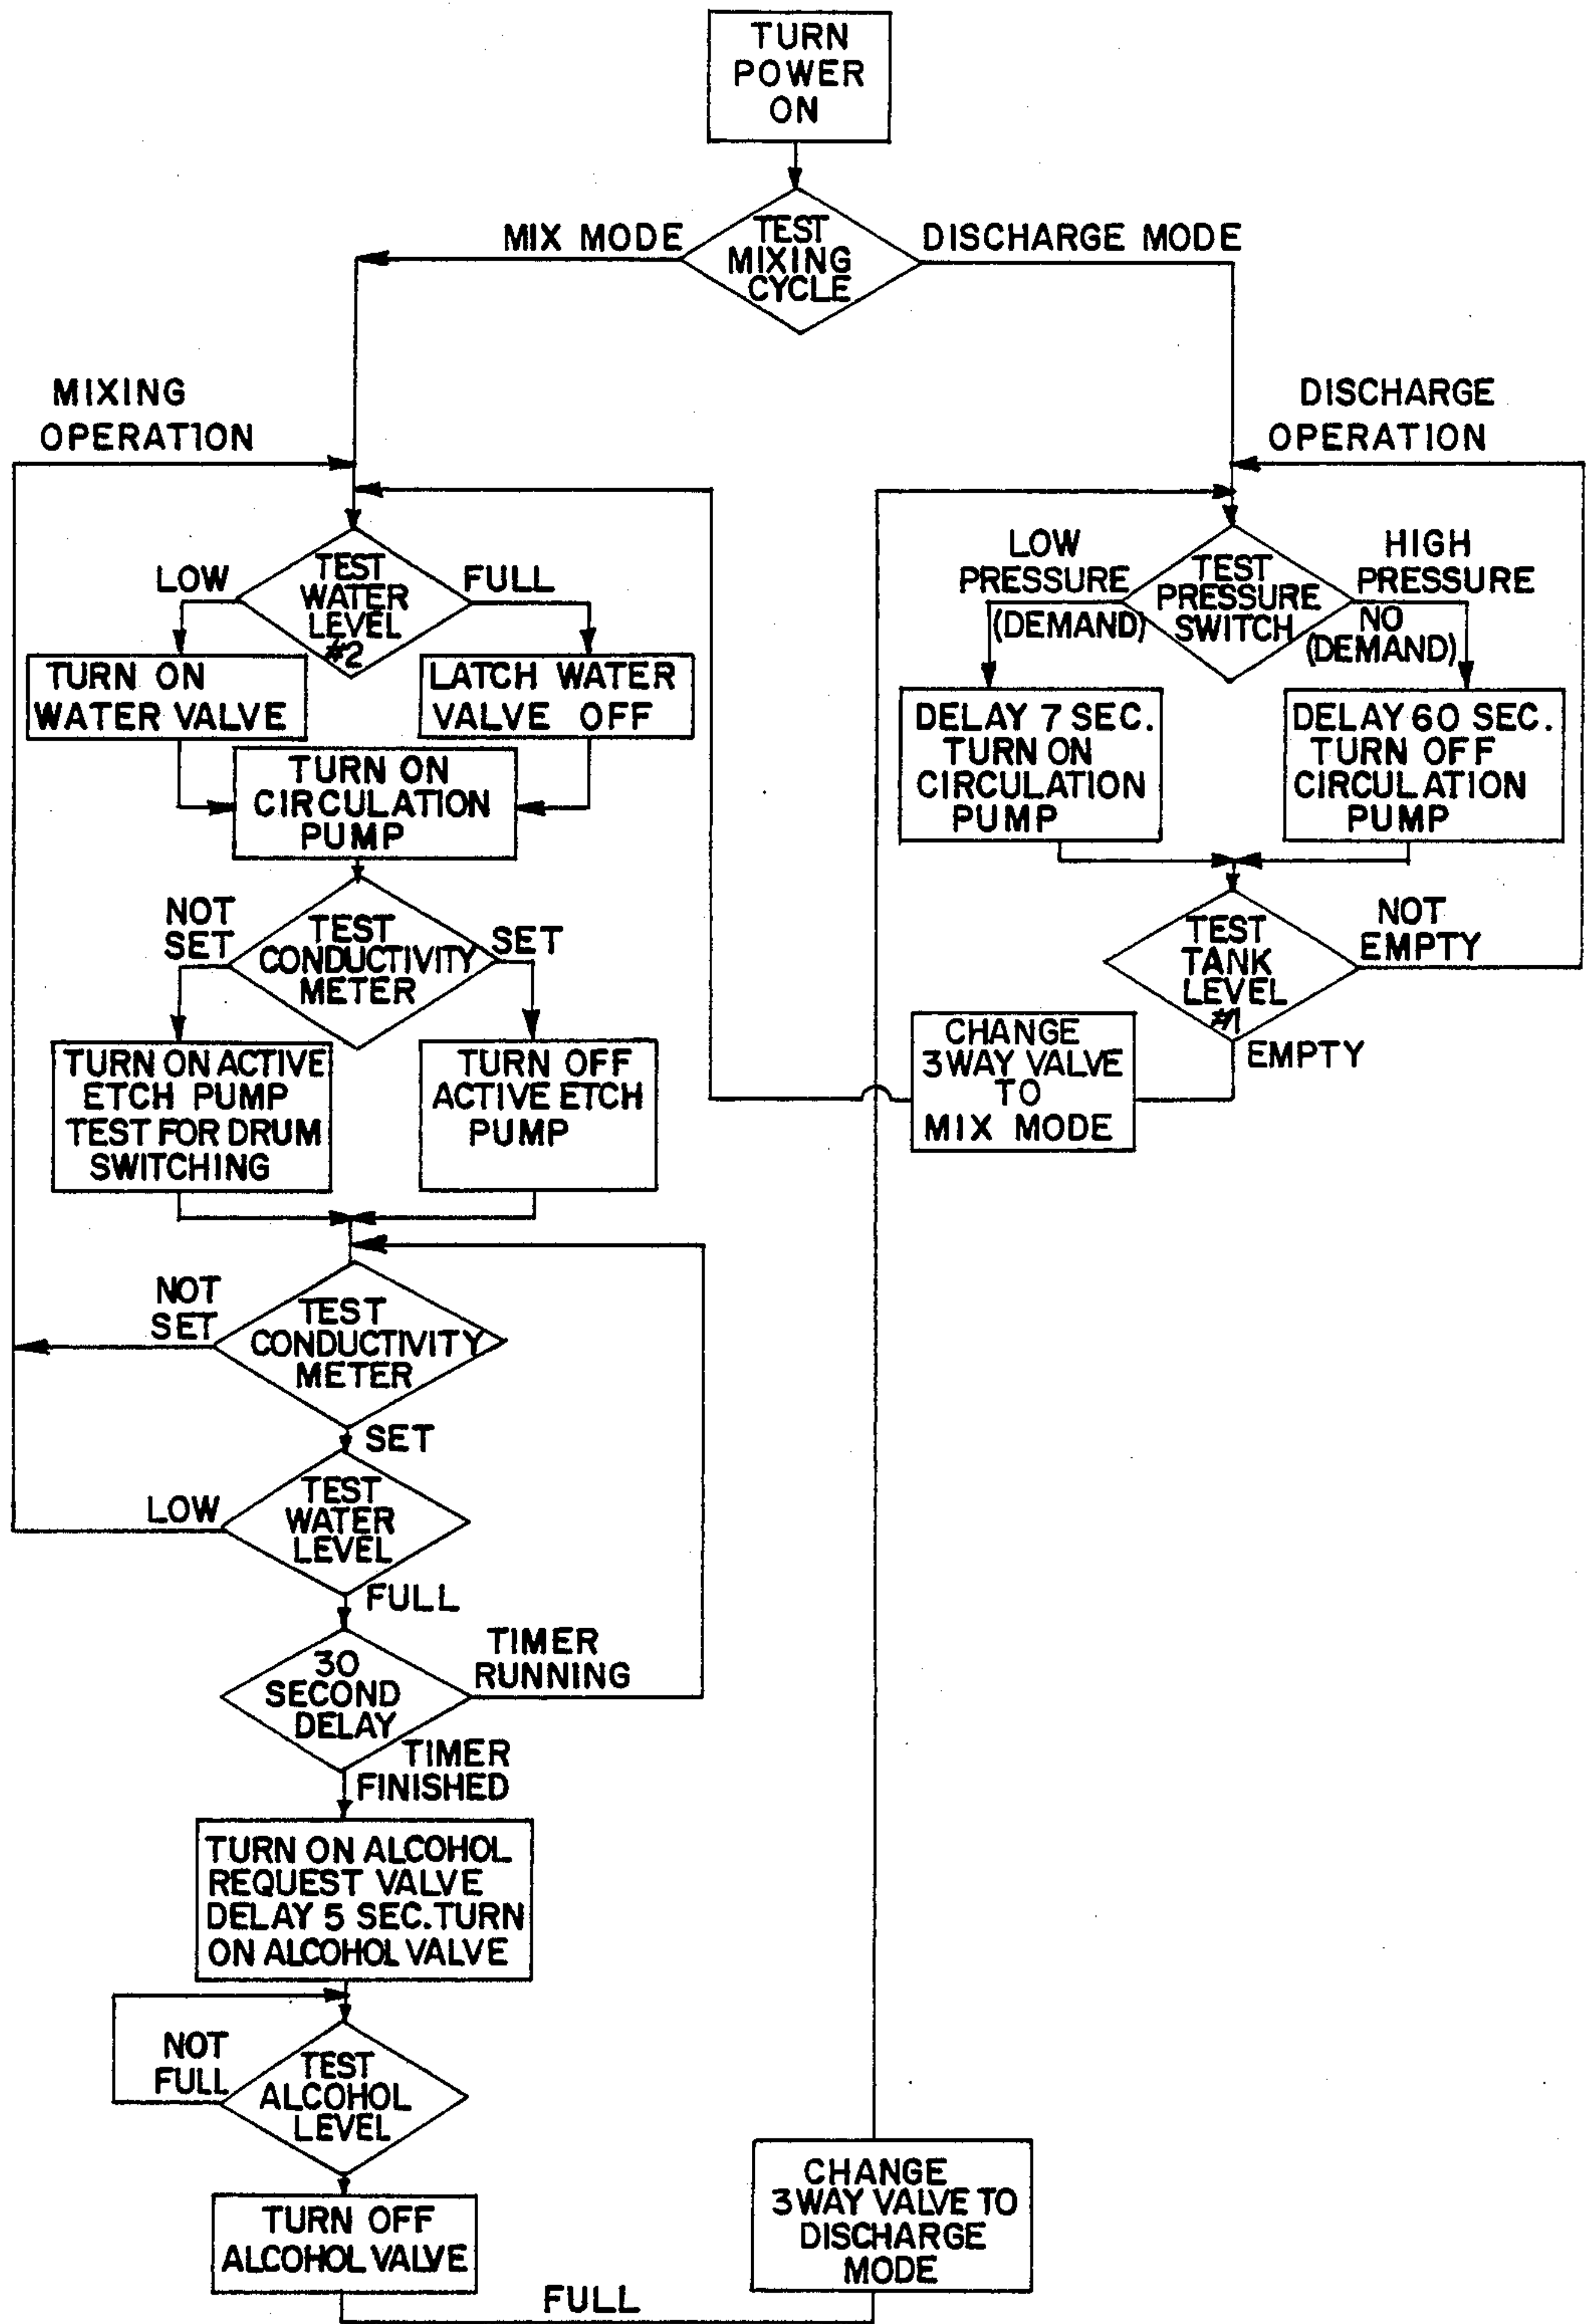 TURN
POWER
ON
MIX MODE
TEST
MIXING
CYCLE
DISCHARGE MODE
MIXING
OPERATION
DISCHARGE
OPERATION
LOW
TEST
WATER
LEVEL
#2
FULL
TURN ON
WATER VALVE
LATCH WATER
VALVE OFF
TURN ON
CIRCULATION
PUMP
NOT
SET
TEST
CONDUCTIVITY
METER
SET
TURN ON ACTIVE
ETCH PUMP
TEST FOR DRUM
SWITCHING
TURN OFF
ACTIVE ETCH
PUMP
NOT
SET
TEST
CONDUCTIVITY
METER
SET
LOW
TEST
WATER
LEVEL
FULL
30
SECOND
DELAY
TIMER
RUNNING
TIMER
FINISHED
TURN ON ALCOHOL
REQUEST VALVE
DELAY 5 SEC. TURN
ON ALCOHOL VALVE
NOT
FULL
TEST
ALCOHOL
LEVEL
TURN OFF
ALCOHOL VALVE
FULL
CHANGE
3 WAY VALVE TO
DISCHARGE
MODE
LOW
PRESSURE
(DEMAND)
TEST
PRESSURE
SWITCH
HIGH
PRESSURE
NO
(DEMAND)
DELAY 7 SEC.
TURN ON
CIRCULATION
PUMP
DELAY 60 SEC.
TURN OFF
CIRCULATION
PUMP
TEST
TANK
LEVEL
#1
NOT
EMPTY
EMPTY
CHANGE
3 WAY VALVE
TO
MIX MODE